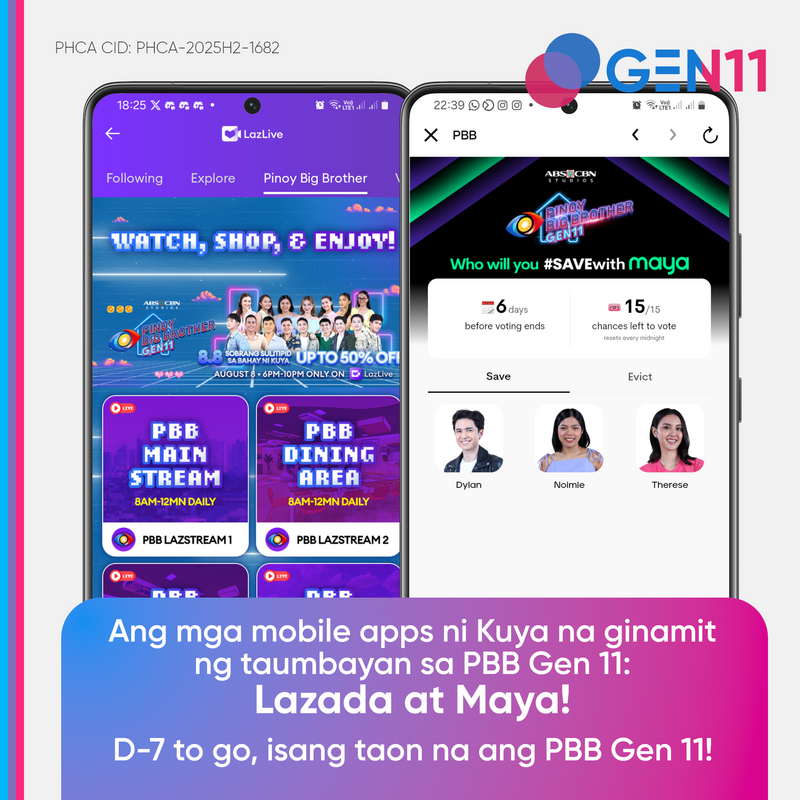 PHCA CID: PHCA-2025H2-1682
GEN11
18:25
LazLive
Following Explore Pinoy Big Brother
WATCH, SHOP, & ENJOY!
ABS-CBN
STUDIOS
PINOY
BIG BROTHER
GEN11
8.8 SOBRANG SULITIPID
SA BAHAY NI KUYA
UP TO 50% OFF
AUGUST 8 • 6PM-10PM ONLY ON LazLive
LIVE
PBB
MAIN
STREAM
8AM-12MN DAILY
PBB LAZSTREAM 1
LIVE
PBB
DINING
AREA
8AM-12MN DAILY
PBB LAZSTREAM 2
LIVE
PBB
LIVE
PBB
22:39
PBB
ABS-CBN
STUDIOS
PINOY
BIG BROTHER
GEN11
Who will you #SAVEwith maya
6 days
before voting ends
15/15
chances left to vote
resets every midnight
Save Evict
Dylan Noimie Therese
Ang mga mobile apps ni Kuya na ginamit
ng taumbayan sa PBB Gen 11:
Lazada at Maya!
D-7 to go, isang taon na ang PBB Gen 11!